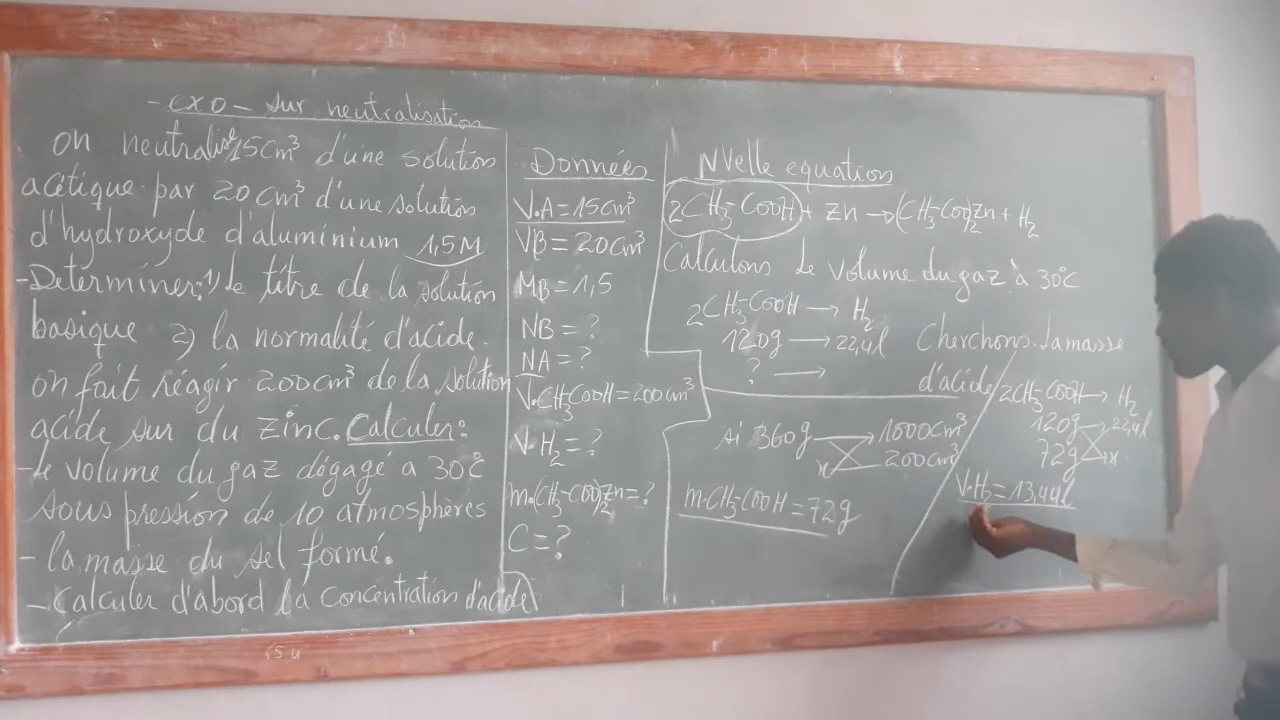 - exo - sur neutralisation
on neutralise 15cm³ d'une solution
acétique par 20cm³ d'une solution
d'hydroxyde d'aluminium 1,5M
- Déterminer: 1) le titre de la solution
basique 2) la normalité d'acide.
on fait réagir 200cm³ de la solution
acide sur du zinc. Calculer:
- le volume du gaz dégagé à 30°C
sous pression de 10 atmosphères
- la masse du sel formé.
- Calculer d'abord la concentration d'acide
Données
V.A = 15cm³
VB = 20cm³
MB = 1,5
NB = ?
NA = ?
V.CH3COOH = 200cm³
V.H2 = ?
m.(CH3-COO)2Zn = ?
C = ?
NVelle equation
2CH3-COOH + Zn → (CH3-COO)2Zn + H2
Calculons le volume du gaz à 30°C
2CH3-COOH → H2
120g → 22,4l
? →
Cherchons la masse
d'acide
si 360g → 1000cm³
x 200cm³
m.CH3COOH = 72g
2CH3-COOH → H2
120g → 22,4l
72g x
V.H2 = 13,44l